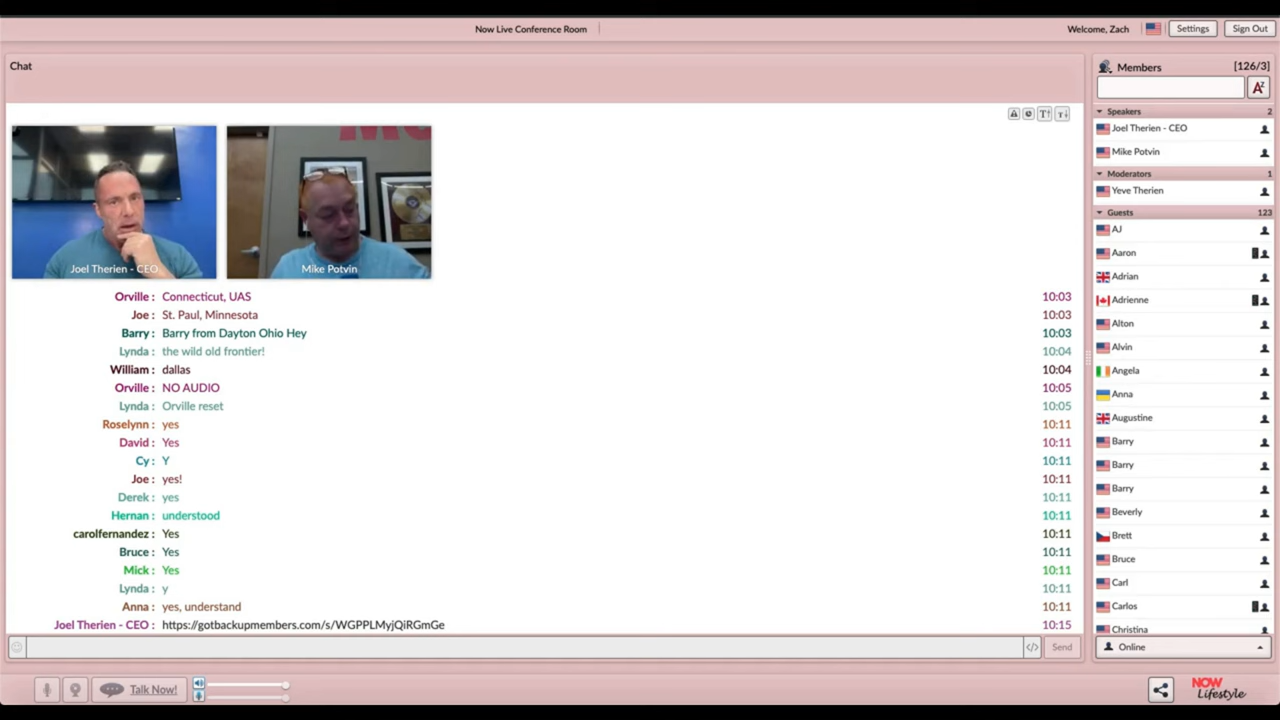 Now Live Conference Room
Welcome, Zach
Settings
Sign Out
Chat
Joel Therien - CEO
Mike Potvin
Orville : Connecticut, UAS 10:03
Joe : St. Paul, Minnesota 10:03
Barry : Barry from Dayton Ohio Hey 10:03
Lynda : the wild old frontier! 10:04
William : dallas 10:04
Orville : NO AUDIO 10:05
Lynda : Orville reset 10:05
Roselynn : yes 10:11
David : Yes 10:11
Cy : Y 10:11
Joe : yes! 10:11
Derek : yes 10:11
Hernan : understood 10:11
carolfernandez : Yes 10:11
Bruce : Yes 10:11
Mick : Yes 10:11
Lynda : y 10:11
Anna : yes, understand 10:11
Joel Therien - CEO : https://gotbackupmembers.com/s/WGPPLMyjQiRGmGe 10:15
</> Send
Talk Now!
Members [126/3]
Speakers 2
Joel Therien - CEO
Mike Potvin
Moderators 1
Yeve Therien
Guests 123
AJ
Aaron
Adrian
Adrienne
Alton
Alvin
Angela
Anna
Augustine
Barry
Barry
Barry
Beverly
Brett
Bruce
Carl
Carlos
Christina
Online
NOW
Lifestyle